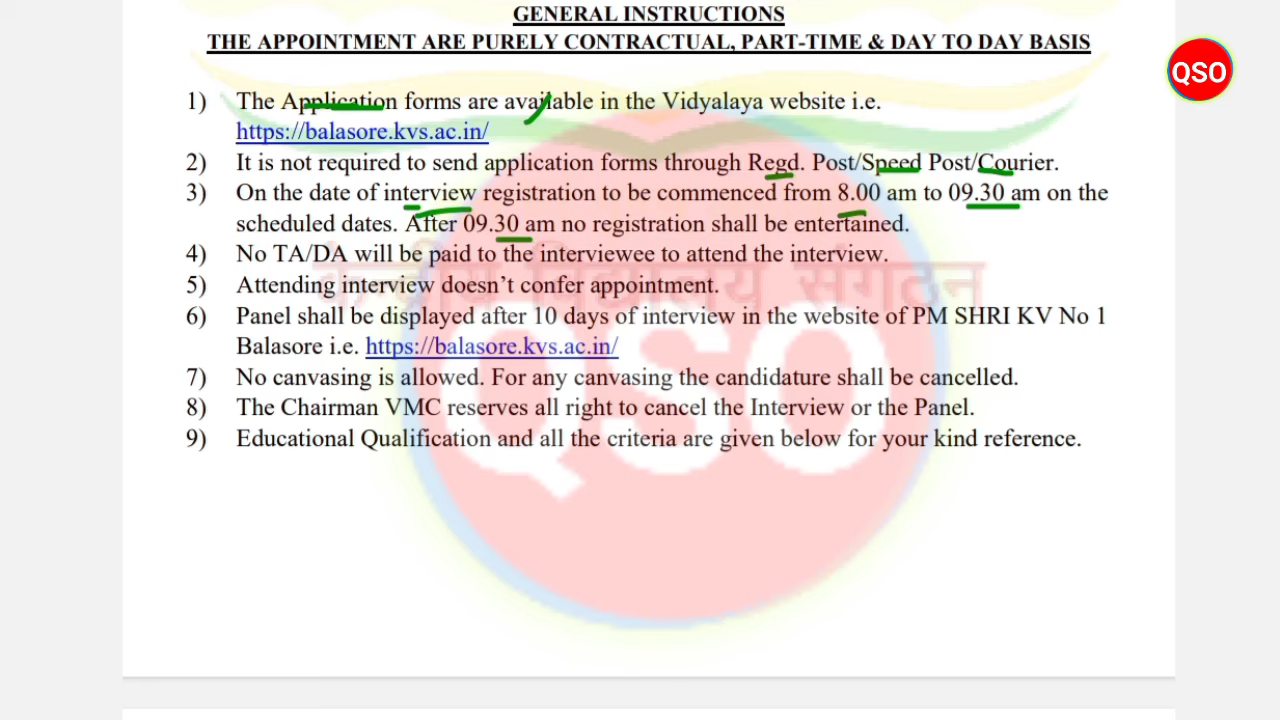 GENERAL INSTRUCTIONS
THE APPOINTMENT ARE PURELY CONTRACTUAL, PART-TIME & DAY TO DAY BASIS
QSO
1) The Application forms are available in the Vidyalaya website i.e.
https://balasore.kvs.ac.in/
2) It is not required to send application forms through Regd. Post/Speed Post/Courier.
3) On the date of interview registration to be commenced from 8.00 am to 09.30 am on the
scheduled dates. After 09.30 am no registration shall be entertained.
4) No TA/DA will be paid to the interviewee to attend the interview.
केन्द्रीय विद्यालय संगठन
5) Attending interview doesn’t confer appointment.
6) Panel shall be displayed after 10 days of interview in the website of PM SHRI KV No 1
Balasore i.e. https://balasore.kvs.ac.in/
7) No canvasing is allowed. For any canvasing the candidature shall be cancelled.
8) The Chairman VMC reserves all right to cancel the Interview or the Panel.
QSO
9) Educational Qualification and all the criteria are given below for your kind reference.